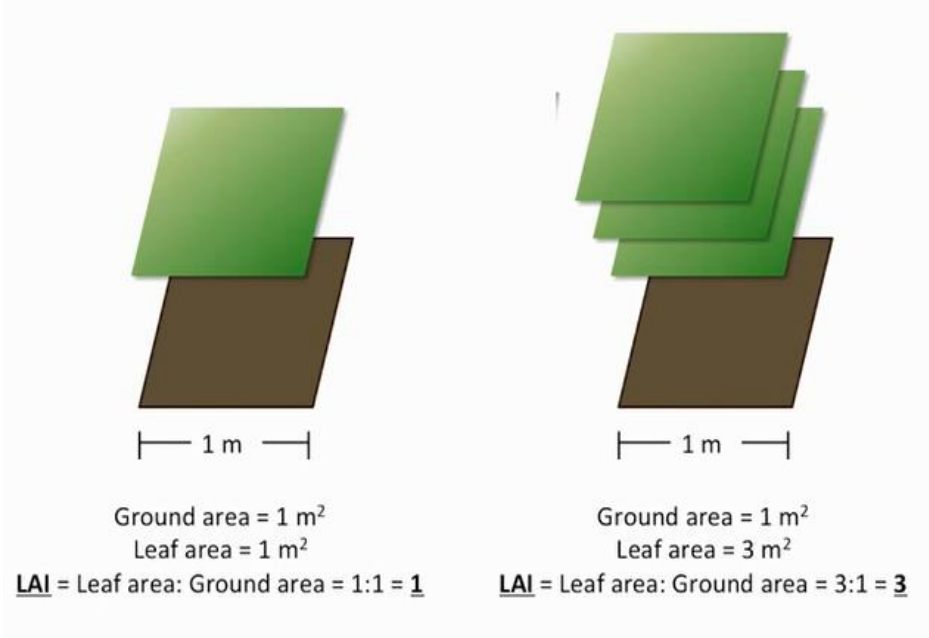 1 m
Ground area = 1 m²
Leaf area = 1 m²
LAI = Leaf area: Ground area = 1:1 = 1
1 m
Ground area = 1 m²
Leaf area = 3 m²
LAI = Leaf area: Ground area = 3:1 = 3